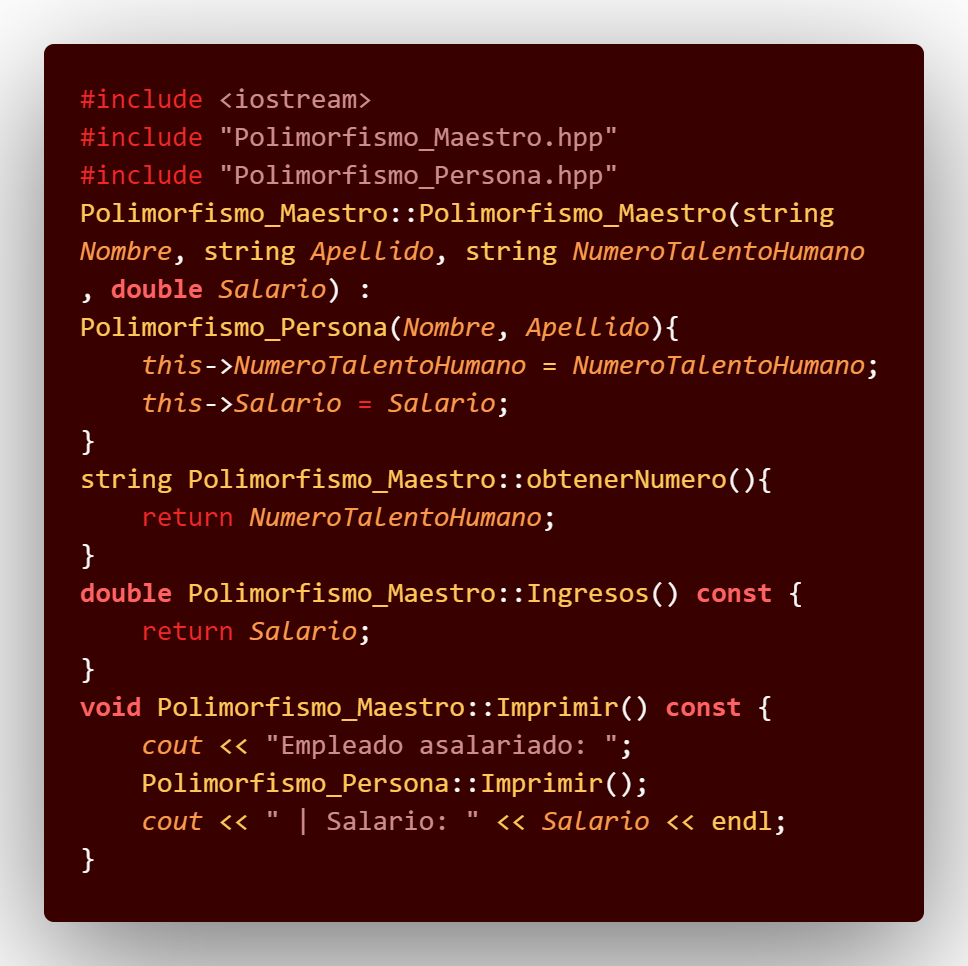 #include <iostream>
#include "Polimorfismo_Maestro.hpp"
#include "Polimorfismo_Persona.hpp"
Polimorfismo_Maestro::Polimorfismo_Maestro(string
Nombre, string Apellido, string NumeroTalentoHumano
, double Salario) :
Polimorfismo_Persona(Nombre, Apellido){
    this->NumeroTalentoHumano = NumeroTalentoHumano;
    this->Salario = Salario;
}
string Polimorfismo_Maestro::obtenerNumero(){
    return NumeroTalentoHumano;
}
double Polimorfismo_Maestro::Ingresos() const {
    return Salario;
}
void Polimorfismo_Maestro::Imprimir() const {
    cout << "Empleado asalariado: ";
    Polimorfismo_Persona::Imprimir();
    cout << " | Salario: " << Salario << endl;
}